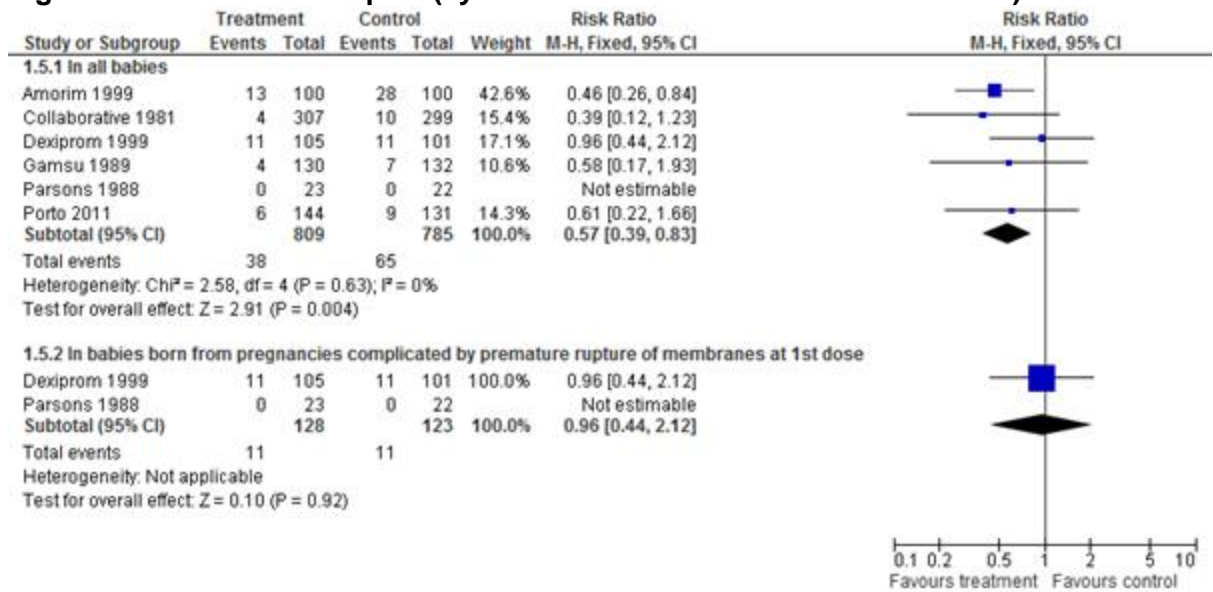 Treatment Control Risk Ratio Risk Ratio
Study or Subgroup Events Total Events Total Weight M-H, Fixed, 95% CI M-H, Fixed, 95% CI
1.5.1 In all babies
Amorim 1999 13 100 28 100 42.6% 0.46 [0.26, 0.84]
Collaborative 1981 4 307 10 299 15.4% 0.39 [0.12, 1.23]
Dexiprom 1999 11 105 11 101 17.1% 0.96 [0.44, 2.12]
Gamsu 1989 4 130 7 132 10.6% 0.58 [0.17, 1.93]
Parsons 1988 0 23 0 22 Not estimable
Porto 2011 6 144 9 131 14.3% 0.61 [0.22, 1.66]
Subtotal (95% CI) 809 785 100.0% 0.57 [0.39, 0.83]
Total events 38 65
Heterogeneity: Chi² = 2.58, df = 4 (P = 0.63); I² = 0%
Test for overall effect: Z = 2.91 (P = 0.004)
1.5.2 In babies born from pregnancies complicated by premature rupture of membranes at 1st dose
Dexiprom 1999 11 105 11 101 100.0% 0.96 [0.44, 2.12]
Parsons 1988 0 23 0 22 Not estimable
Subtotal (95% CI) 128 123 100.0% 0.96 [0.44, 2.12]
Total events 11 11
Heterogeneity: Not applicable
Test for overall effect: Z = 0.10 (P = 0.92)
0.1 0.2 0.5 1 2 5 10
Favours treatment Favours control